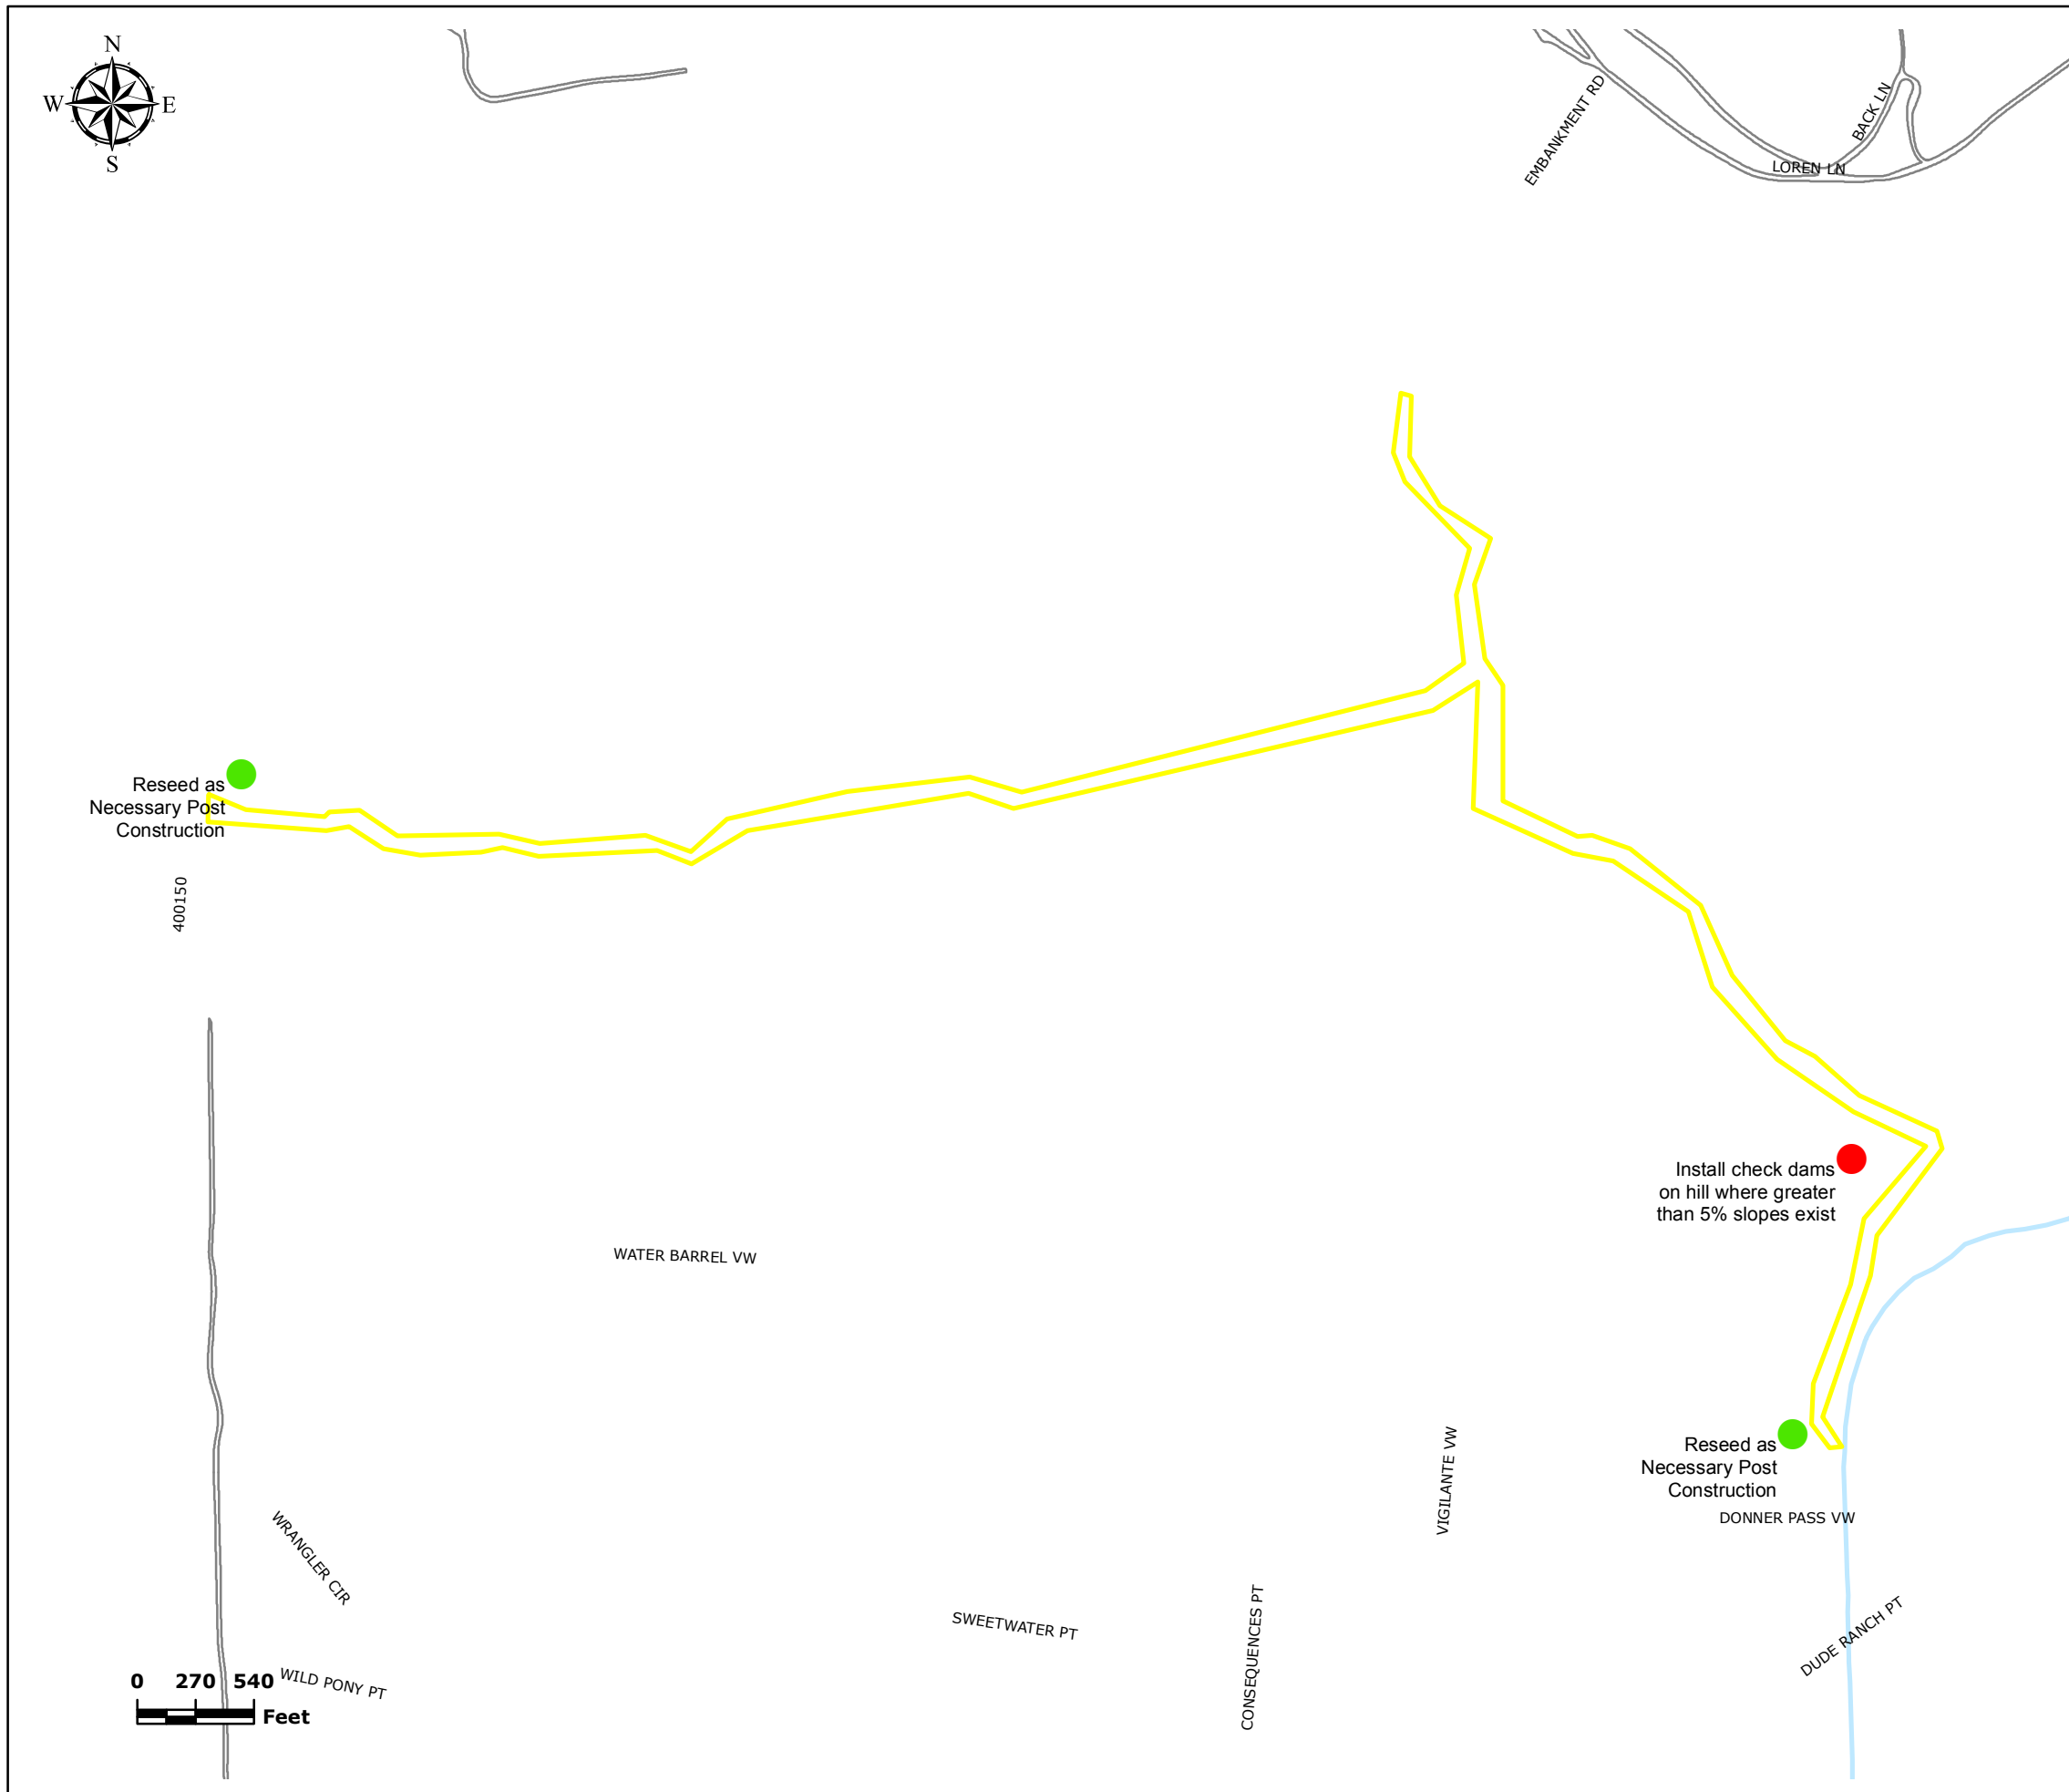 N
W E
S
EMBANKMENT RD
BACK LN
LOREN LN
Reseed as
Necessary Post
Construction
400150
Install check dams
on hill where greater
than 5% slopes exist
WATER BARREL VW
VIGILANTE VW
Reseed as
Necessary Post
Construction
DONNER PASS VW
WRANGLER CIR
SWEETWATER PT
CONSEQUENCES PT
DUDE RANCH PT
WILD PONY PT
0 270 540
Feet